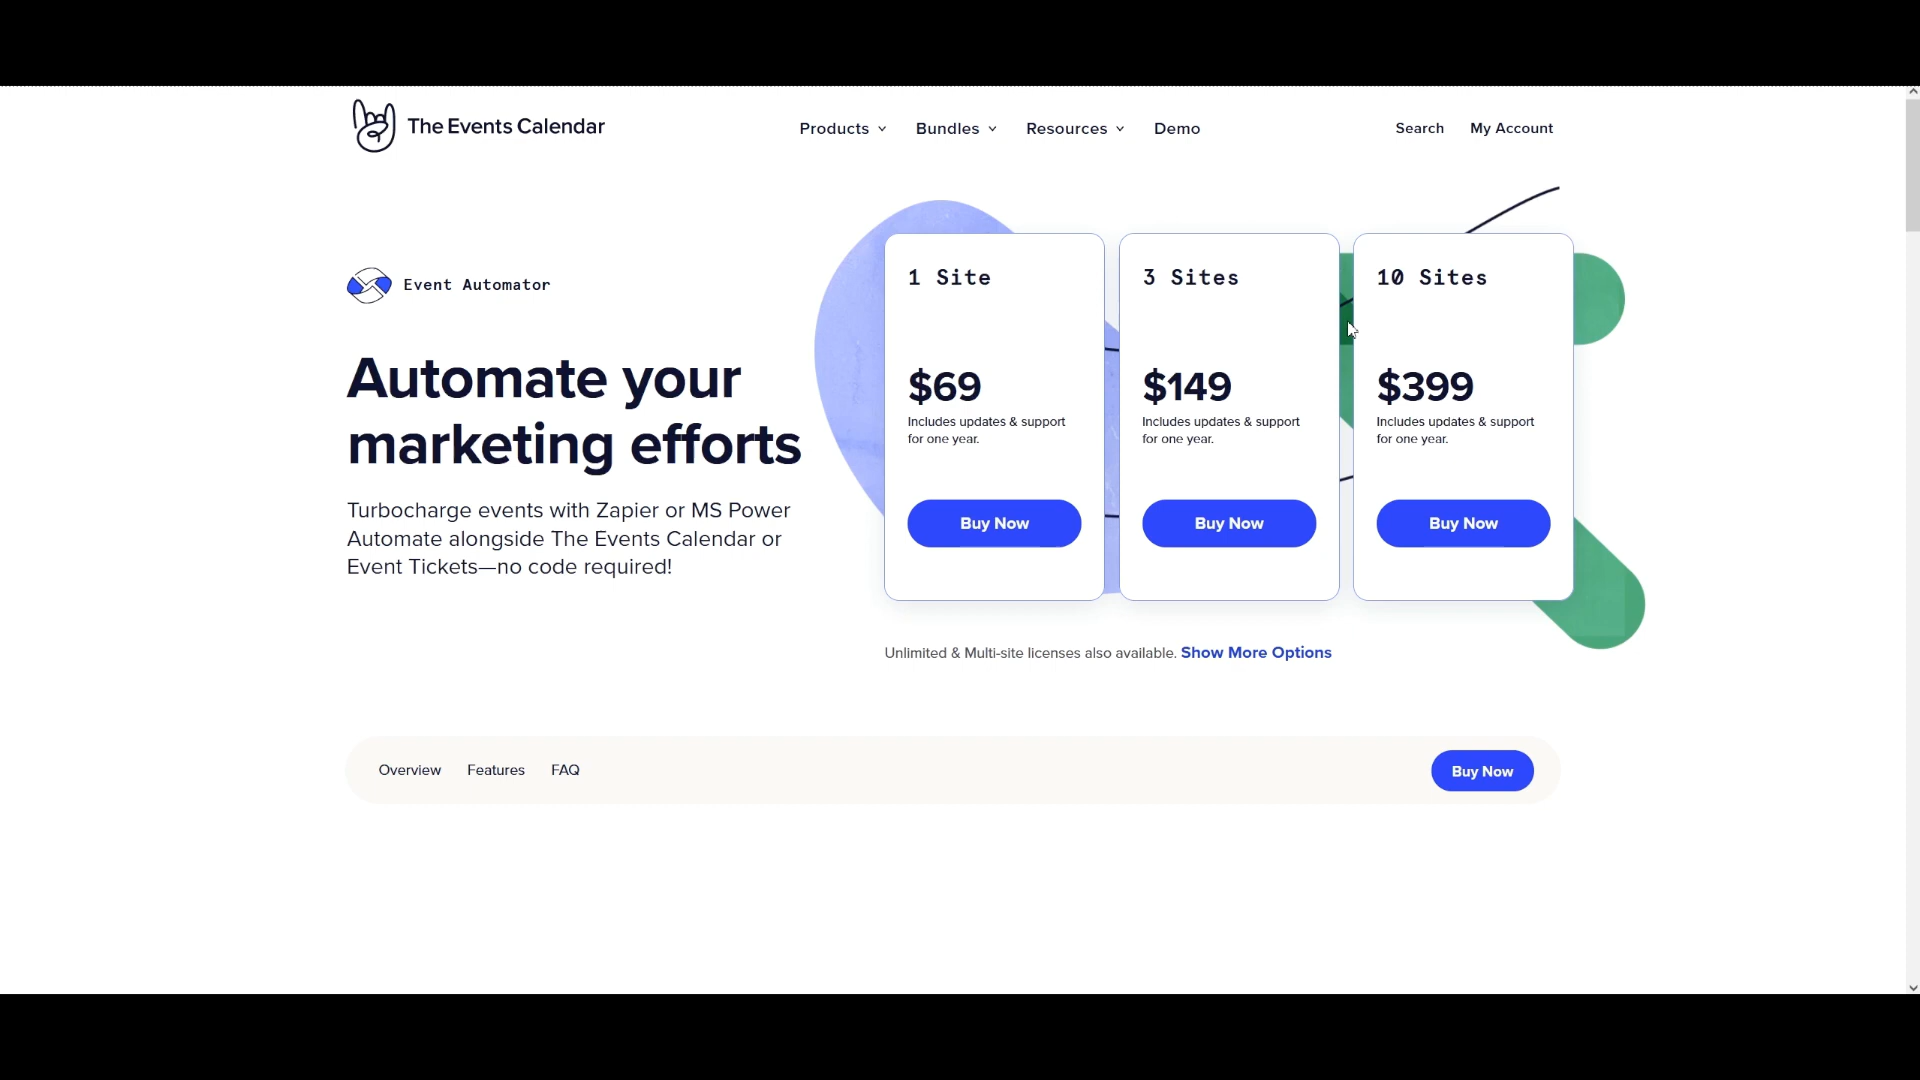 The Events Calendar
Products
Bundles
Resources
Demo
Search
My Account
Event Automator
Automate your
marketing efforts
Turbocharge events with Zapier or MS Power
Automate alongside The Events Calendar or
Event Tickets—no code required!
1 Site
$69
Includes updates & support
for one year.
Buy Now
3 Sites
$149
Includes updates & support
for one year.
Buy Now
10 Sites
$399
Includes updates & support
for one year.
Buy Now
Unlimited & Multi-site licenses also available. Show More Options
Overview
Features
FAQ
Buy Now